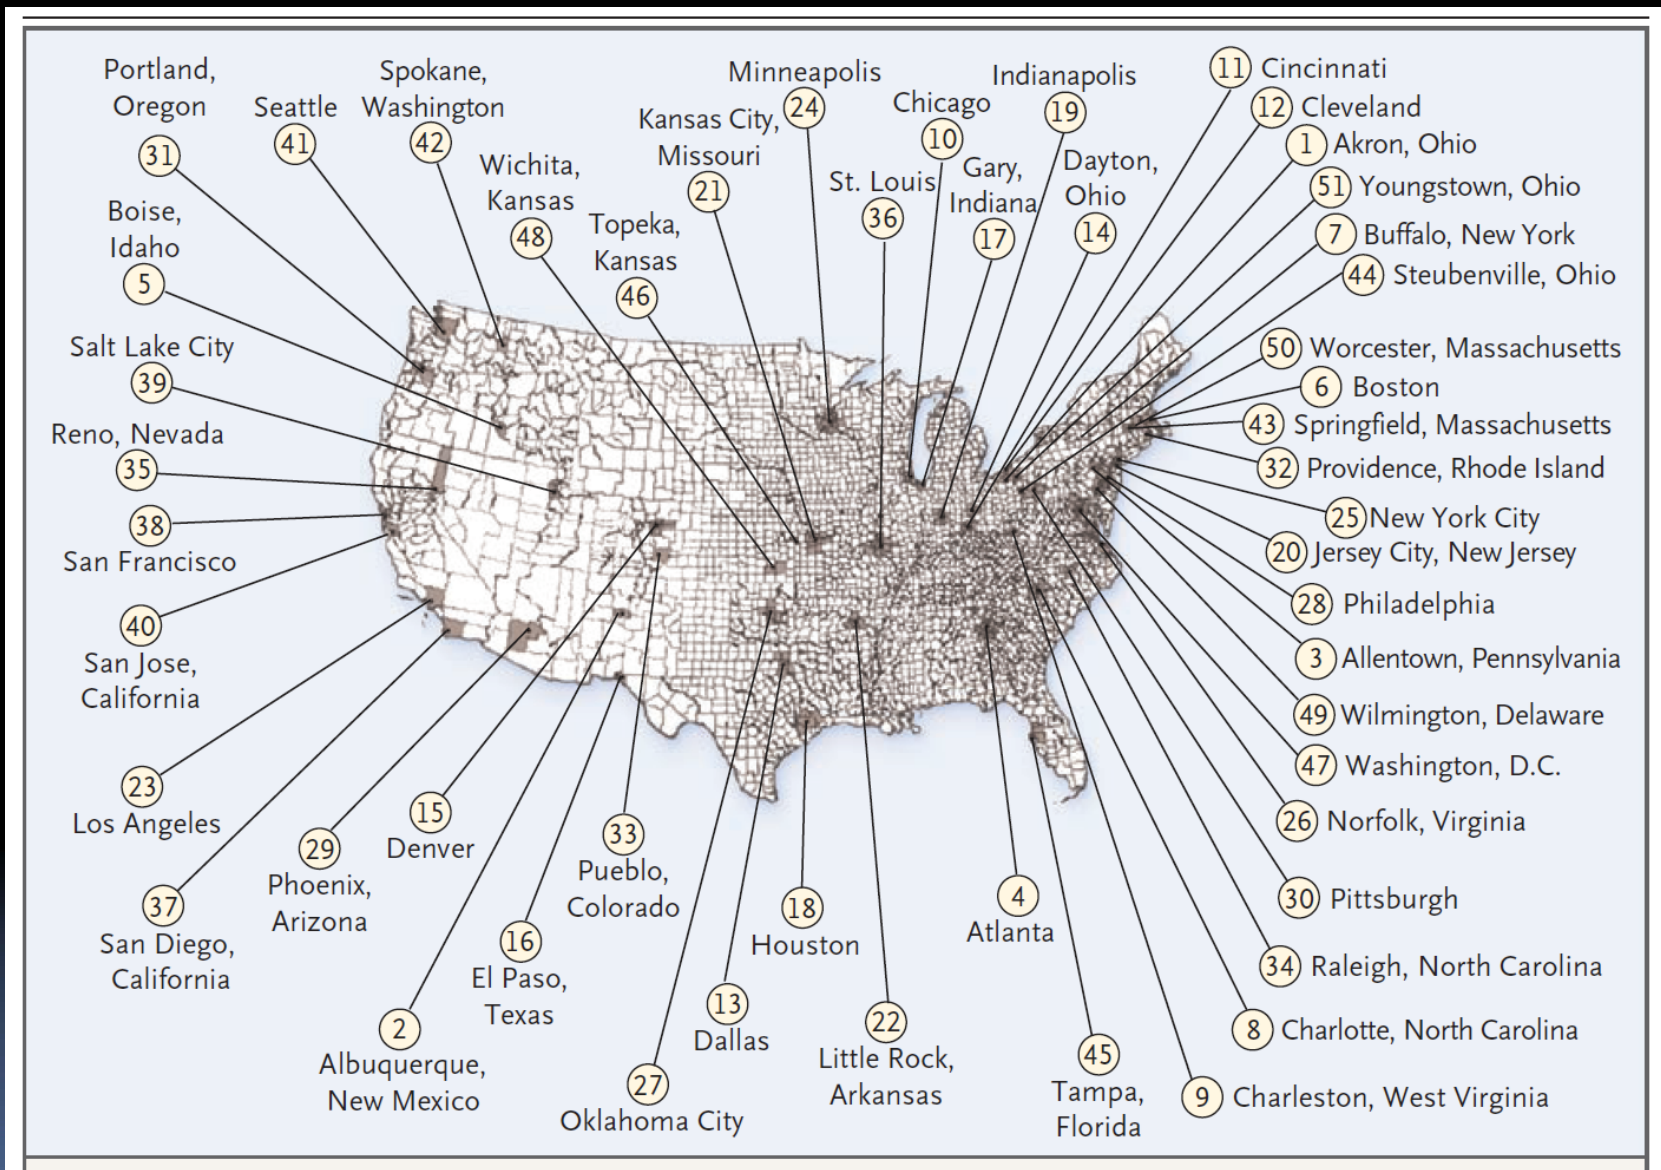 Portland,
Oregon
31
Seattle
41
Spokane,
Washington
42
Boise,
Idaho
5
Wichita,
Kansas
48
Topeka,
Kansas
46
Kansas City,
Missouri
21
Minneapolis
24
St. Louis
36
Chicago
10
Gary,
Indiana
17
Indianapolis
19
Dayton,
Ohio
14
11 Cincinnati
12 Cleveland
1 Akron, Ohio
51 Youngstown, Ohio
7 Buffalo, New York
44 Steubenville, Ohio
50 Worcester, Massachusetts
6 Boston
43 Springfield, Massachusetts
32 Providence, Rhode Island
25 New York City
20 Jersey City, New Jersey
28 Philadelphia
3 Allentown, Pennsylvania
49 Wilmington, Delaware
47 Washington, D.C.
26 Norfolk, Virginia
30 Pittsburgh
34 Raleigh, North Carolina
8 Charlotte, North Carolina
9 Charleston, West Virginia
Salt Lake City
39
Reno, Nevada
35
38
San Francisco
40
San Jose,
California
23
Los Angeles
37
San Diego,
California
29
Phoenix,
Arizona
15
Denver
2
Albuquerque,
New Mexico
16
El Paso,
Texas
33
Pueblo,
Colorado
27
Oklahoma City
13
Dallas
18
Houston
22
Little Rock,
Arkansas
4
Atlanta
45
Tampa,
Florida